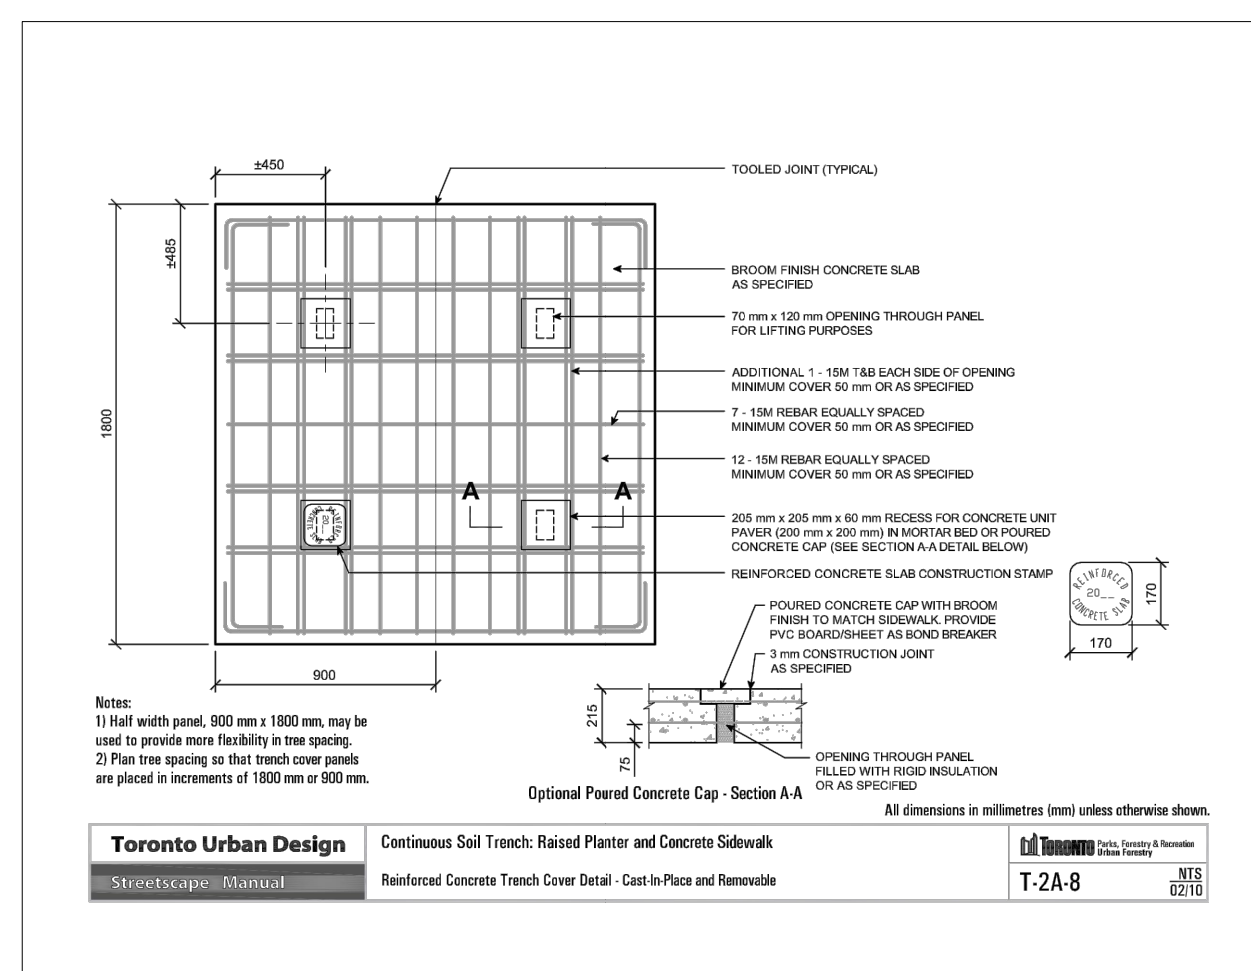 ±450
TOOLED JOINT (TYPICAL)
±485
BROOM FINISH CONCRETE SLAB
AS SPECIFIED
70 mm x 120 mm OPENING THROUGH PANEL
FOR LIFTING PURPOSES
ADDITIONAL 1 - 15M T&B EACH SIDE OF OPENING
MINIMUM COVER 50 mm OR AS SPECIFIED
1800
7 - 15M REBAR EQUALLY SPACED
MINIMUM COVER 50 mm OR AS SPECIFIED
12 - 15M REBAR EQUALLY SPACED
MINIMUM COVER 50 mm OR AS SPECIFIED
A A
205 mm x 205 mm x 60 mm RECESS FOR CONCRETE UNIT
PAVER (200 mm x 200 mm) IN MORTAR BED OR POURED
CONCRETE CAP (SEE SECTION A-A DETAIL BELOW)
REINFORCED
20__
CONCRETE SLAB
REINFORCED CONCRETE SLAB CONSTRUCTION STAMP
REINFORCED
20__
CONCRETE SLAB
170
170
900
POURED CONCRETE CAP WITH BROOM
FINISH TO MATCH SIDEWALK. PROVIDE
PVC BOARD/SHEET AS BOND BREAKER
3 mm CONSTRUCTION JOINT
AS SPECIFIED
215
75
OPENING THROUGH PANEL
FILLED WITH RIGID INSULATION
OR AS SPECIFIED
Optional Poured Concrete Cap - Section A-A
Notes:
1) Half width panel, 900 mm x 1800 mm, may be
used to provide more flexibility in tree spacing.
2) Plan tree spacing so that trench cover panels
are placed in increments of 1800 mm or 900 mm.
All dimensions in millimetres (mm) unless otherwise shown.
Toronto Urban Design
Streetscape Manual
Continuous Soil Trench: Raised Planter and Concrete Sidewalk
Reinforced Concrete Trench Cover Detail - Cast-In-Place and Removable
TORONTO Parks, Forestry & Recreation
Urban Forestry
T-2A-8
NTS
02/10